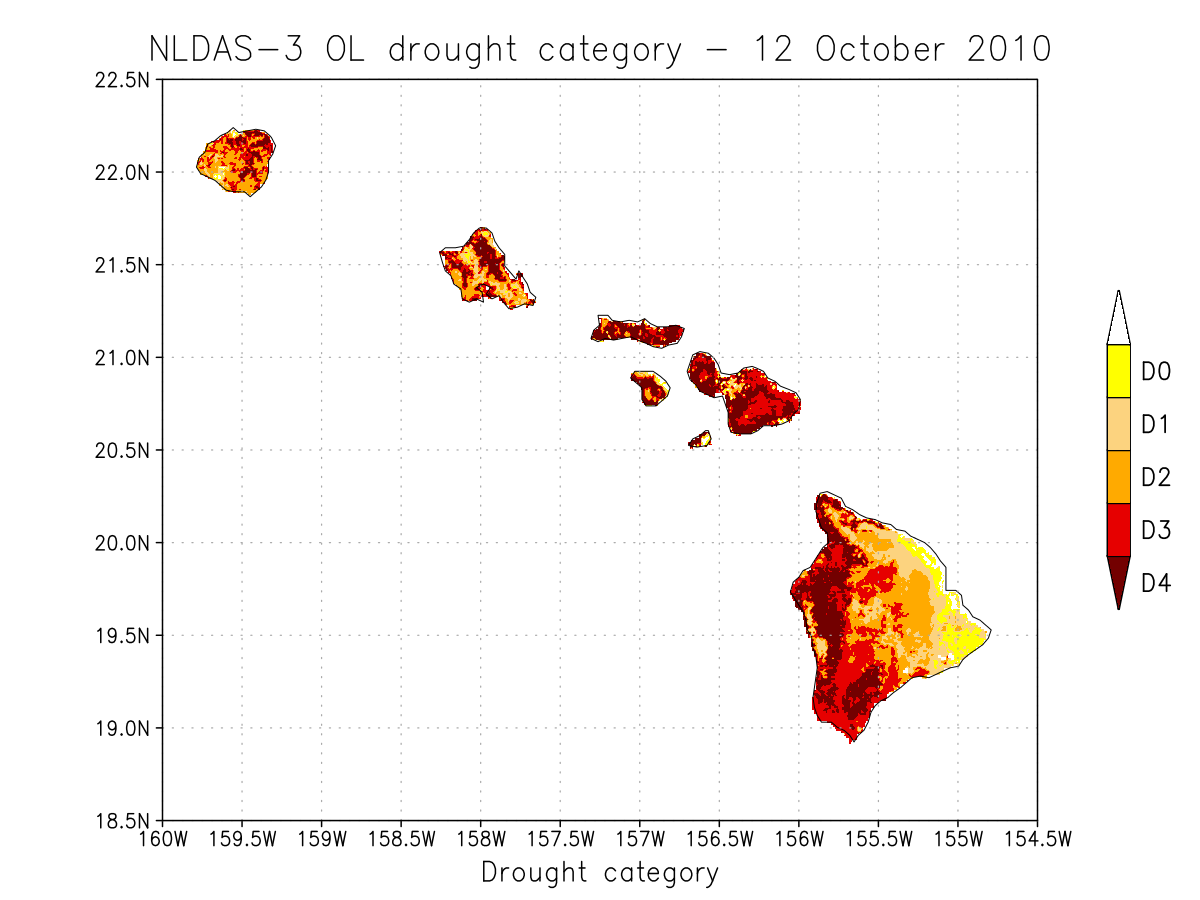 NLDAS-3 OL drought category - 12 October 2010
22.5N
22.0N
21.5N
21.0N
20.5N
20.0N
19.5N
19.0N
18.5N
160W 159.5W 159W 158.5W 158W 157.5W 157W 156.5W 156W 155.5W 155W 154.5W
Drought category
D0
D1
D2
D3
D4